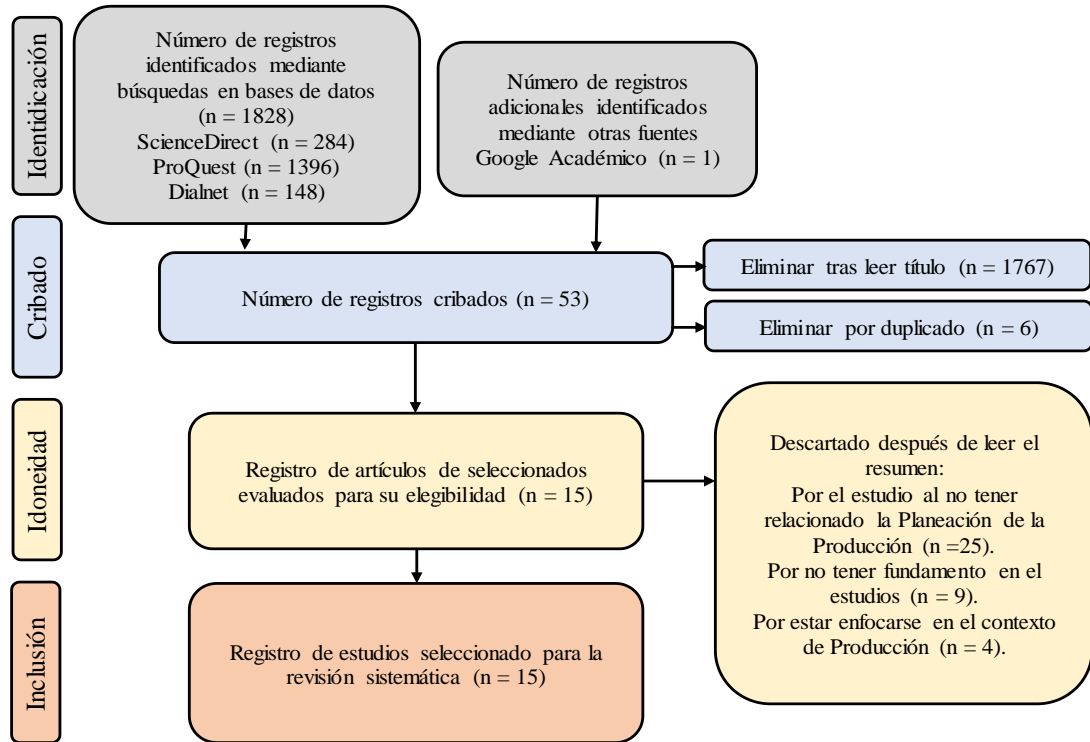 Identidicación
Número de registros
identificados mediante
búsquedas en bases de datos
(n = 1828)
ScienceDirect (n = 284)
ProQuest (n = 1396)
Dialnet (n = 148)
Número de registros
adicionales identificados
mediante otras fuentes
Google Académico (n = 1)
Cribado
Número de registros cribados (n = 53)
Eliminar tras leer título (n = 1767)
Eliminar por duplicado (n = 6)
Idoneidad
Registro de artículos de seleccionados
evaluados para su elegibilidad (n = 15)
Descartado después de leer el
resumen:
Por el estudio al no tener
relacionado la Planeación de la
Producción (n =25).
Por no tener fundamento en el
estudios (n = 9).
Por estar enfocarse en el contexto
de Producción (n = 4).
Inclusión
Registro de estudios seleccionado para la
revisión sistemática (n = 15)